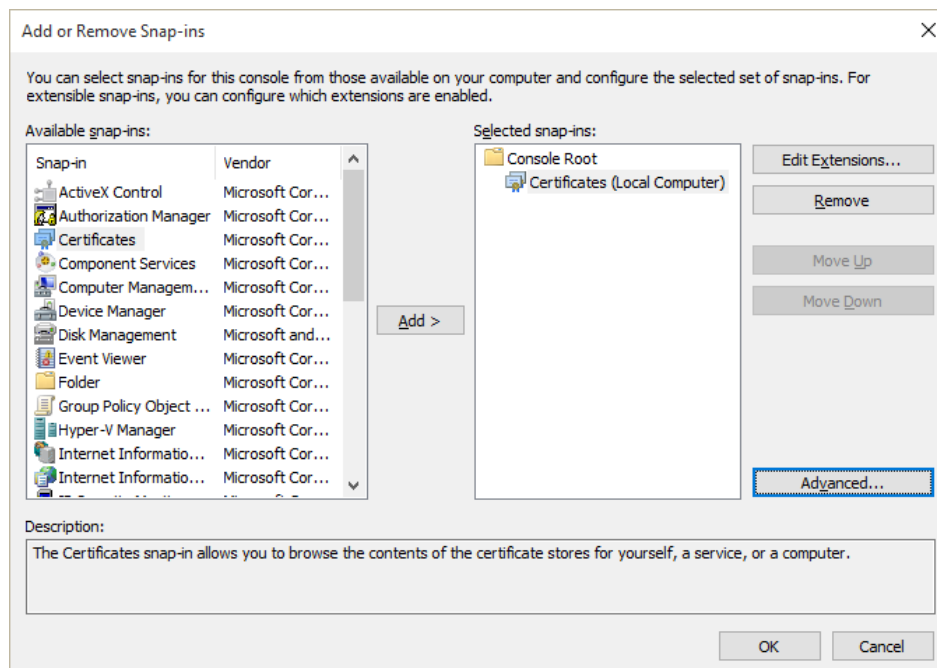 Add or Remove Snap-ins
You can select snap-ins for this console from those available on your computer and configure the selected set of snap-ins. For
extensible snap-ins, you can configure which extensions are enabled.
Available snap-ins:
Snap-in Vendor
ActiveX Control Microsoft Cor...
Authorization Manager Microsoft Cor...
Certificates Microsoft Cor...
Component Services Microsoft Cor...
Computer Managem... Microsoft Cor...
Device Manager Microsoft Cor...
Disk Management Microsoft and...
Event Viewer Microsoft Cor...
Folder Microsoft Cor...
Group Policy Object ... Microsoft Cor...
Hyper-V Manager Microsoft Cor...
Internet Informatio... Microsoft Cor...
Internet Informatio... Microsoft Cor...
Add >
Selected snap-ins:
Console Root
Certificates (Local Computer)
Edit Extensions...
Remove
Move Up
Move Down
Advanced...
Description:
The Certificates snap-in allows you to browse the contents of the certificate stores for yourself, a service, or a computer.
OK Cancel